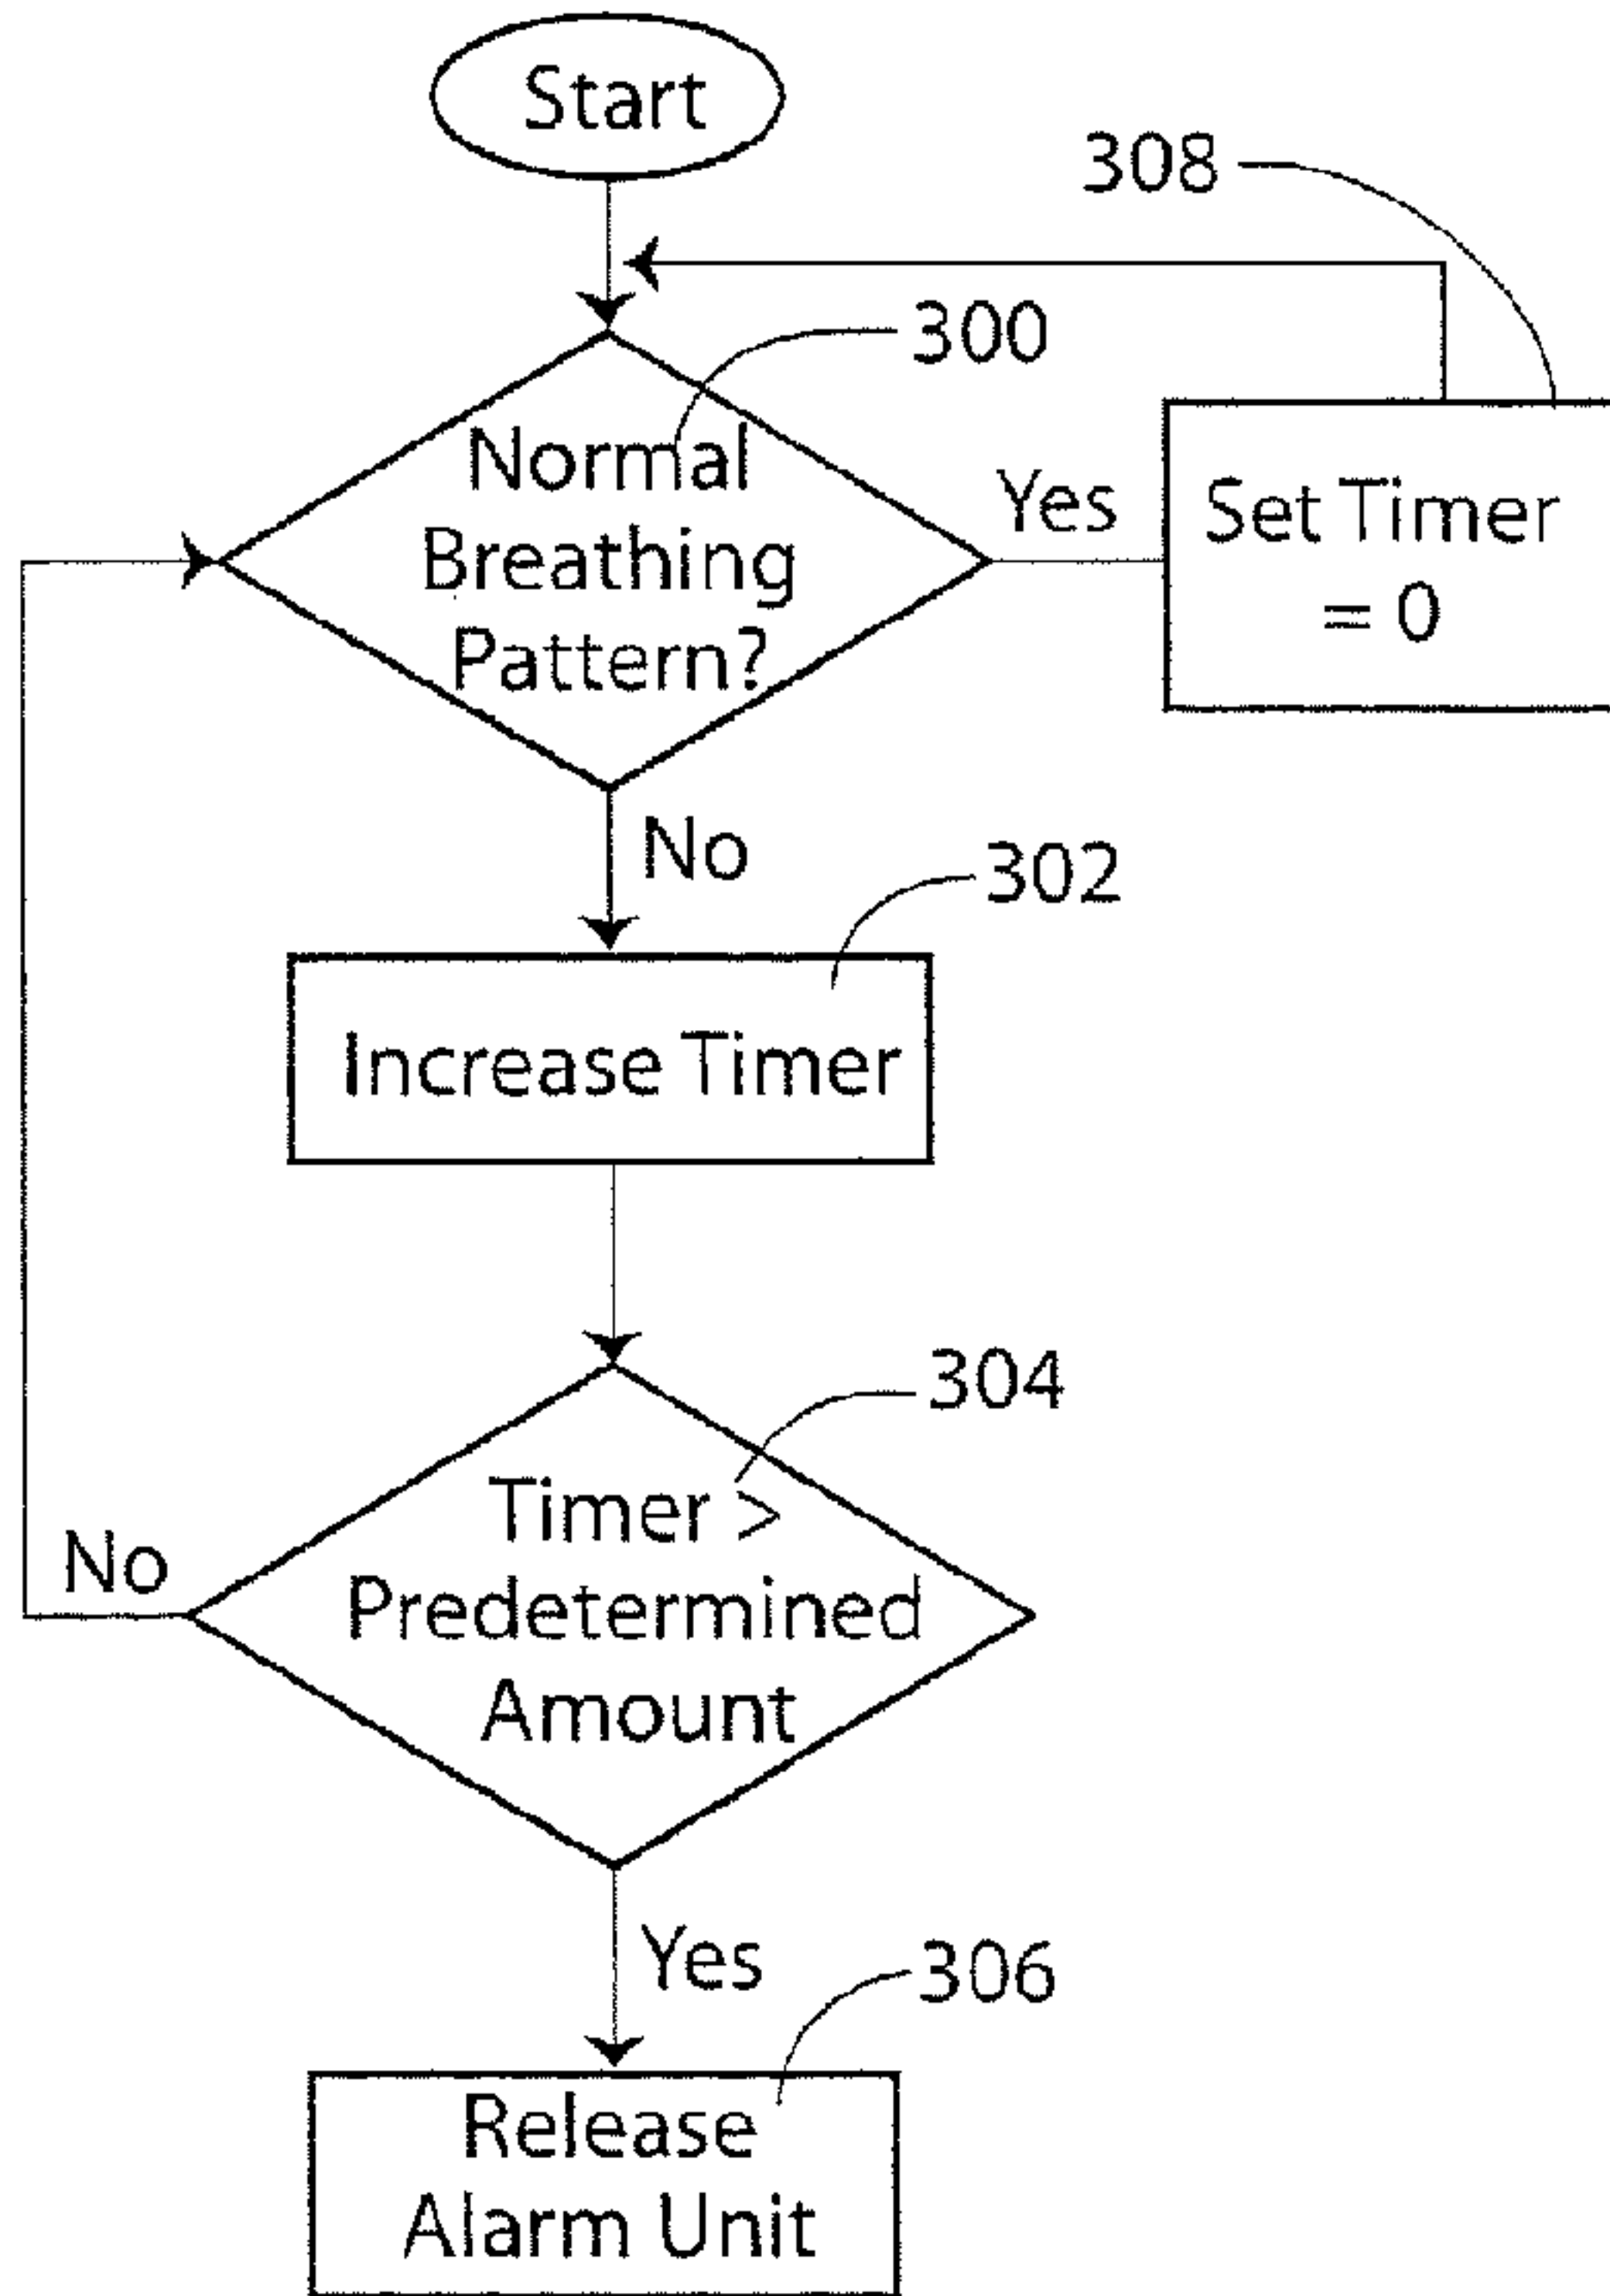 Start
308
300
Normal
Breathing
Pattern?
Yes
Set Timer
= 0
No
302
Increase Timer
304
Timer >
Predetermined
Amount
No
Yes
306
Release
Alarm Unit